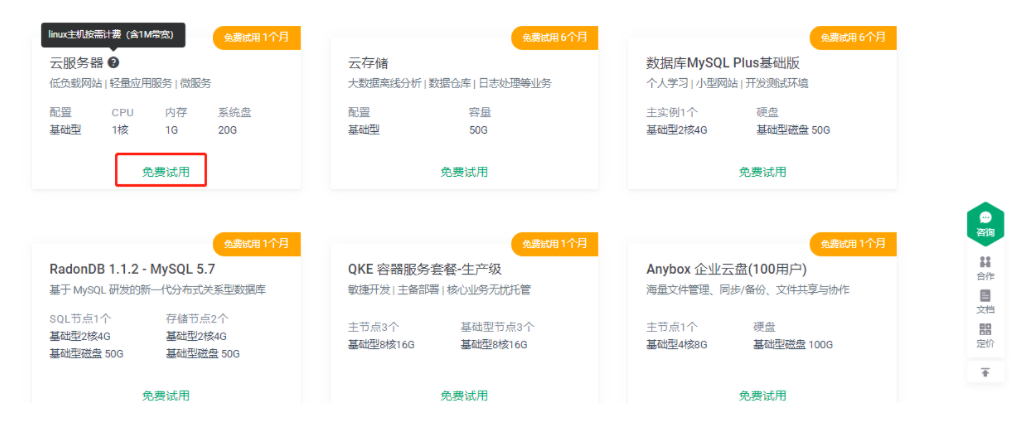 linux主机按需计费（含1M带宽）
免费试用1个月
云服务器
低负载网站 | 轻量应用服务 | 微服务
配置 CPU 内存 系统盘
基础型 1核 1G 20G
免费试用
免费试用6个月
云存储
大数据离线分析 | 数据仓库 | 日志处理等业务
配置 容量
基础型 50G
免费试用
免费试用6个月
数据库MySQL Plus基础版
个人学习 | 小型网站 | 开发测试环境
主实例1个 硬盘
基础型2核4G 基础型磁盘 50G
免费试用
免费试用1个月
RadonDB 1.1.2 - MySQL 5.7
基于 MySQL 研发的新一代分布式关系型数据库
SQL节点1个 存储节点2个
基础型2核4G 基础型2核4G
基础型磁盘 50G 基础型磁盘 50G
免费试用
免费试用1个月
QKE 容器服务套餐-生产级
敏捷开发 | 主备部署 | 核心业务无忧托管
主节点3个 基础型节点3个
基础型8核16G 基础型8核16G
免费试用
免费试用1个月
Anybox 企业云盘(100用户)
海量文件管理、同步/备份、文件共享与协作
主节点1个 硬盘
基础型4核8G 基础型磁盘 100G
免费试用
咨询
合作
文档
定价